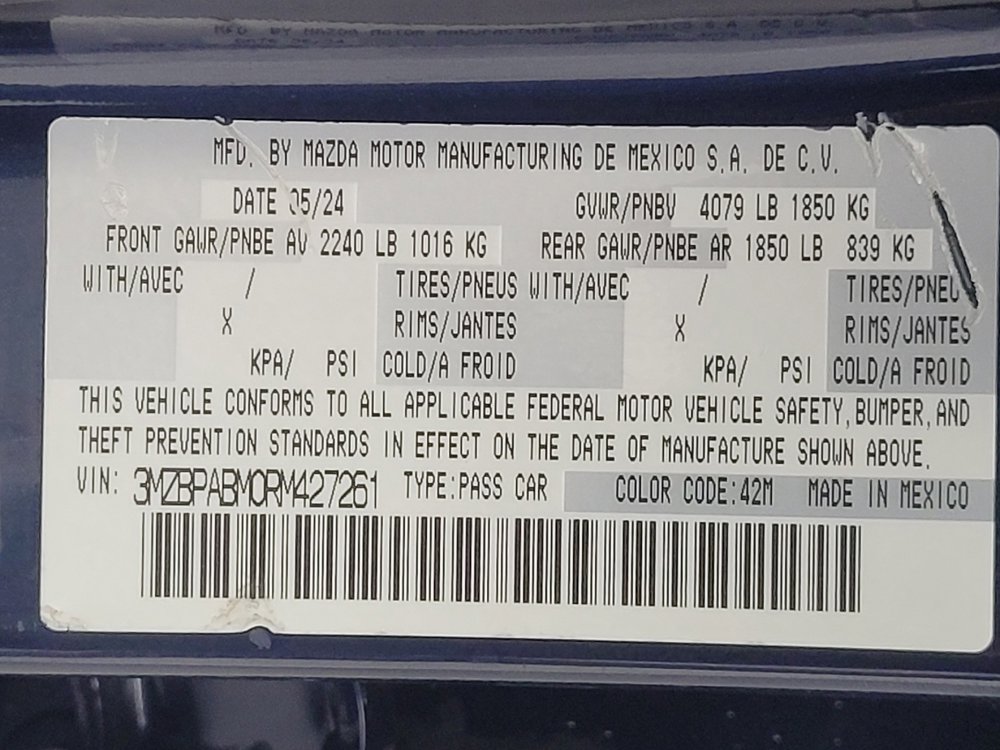 MFD. BY MAZDA MOTOR MANUFACTURING DE MEXICO S.A. DE C.V.
DATE 05/24 GVWR/PNBV 4079 LB 1850 KG
FRONT GAWR/PNBE AV 2240 LB 1016 KG REAR GAWR/PNBE AR 1850 LB 839 KG
WITH/AVEC / TIRES/PNEUS WITH/AVEC / TIRES/PNEUS
X RIMS/JANTES X RIMS/JANTES
KPA/ PSI COLD/A FROID KPA/ PSI COLD/A FROID
THIS VEHICLE CONFORMS TO ALL APPLICABLE FEDERAL MOTOR VEHICLE SAFETY, BUMPER, AND
THEFT PREVENTION STANDARDS IN EFFECT ON THE DATE OF MANUFACTURE SHOWN ABOVE.
VIN: 3MZBPABM0RM427261 TYPE:PASS CAR COLOR CODE:42M MADE IN MEXICO